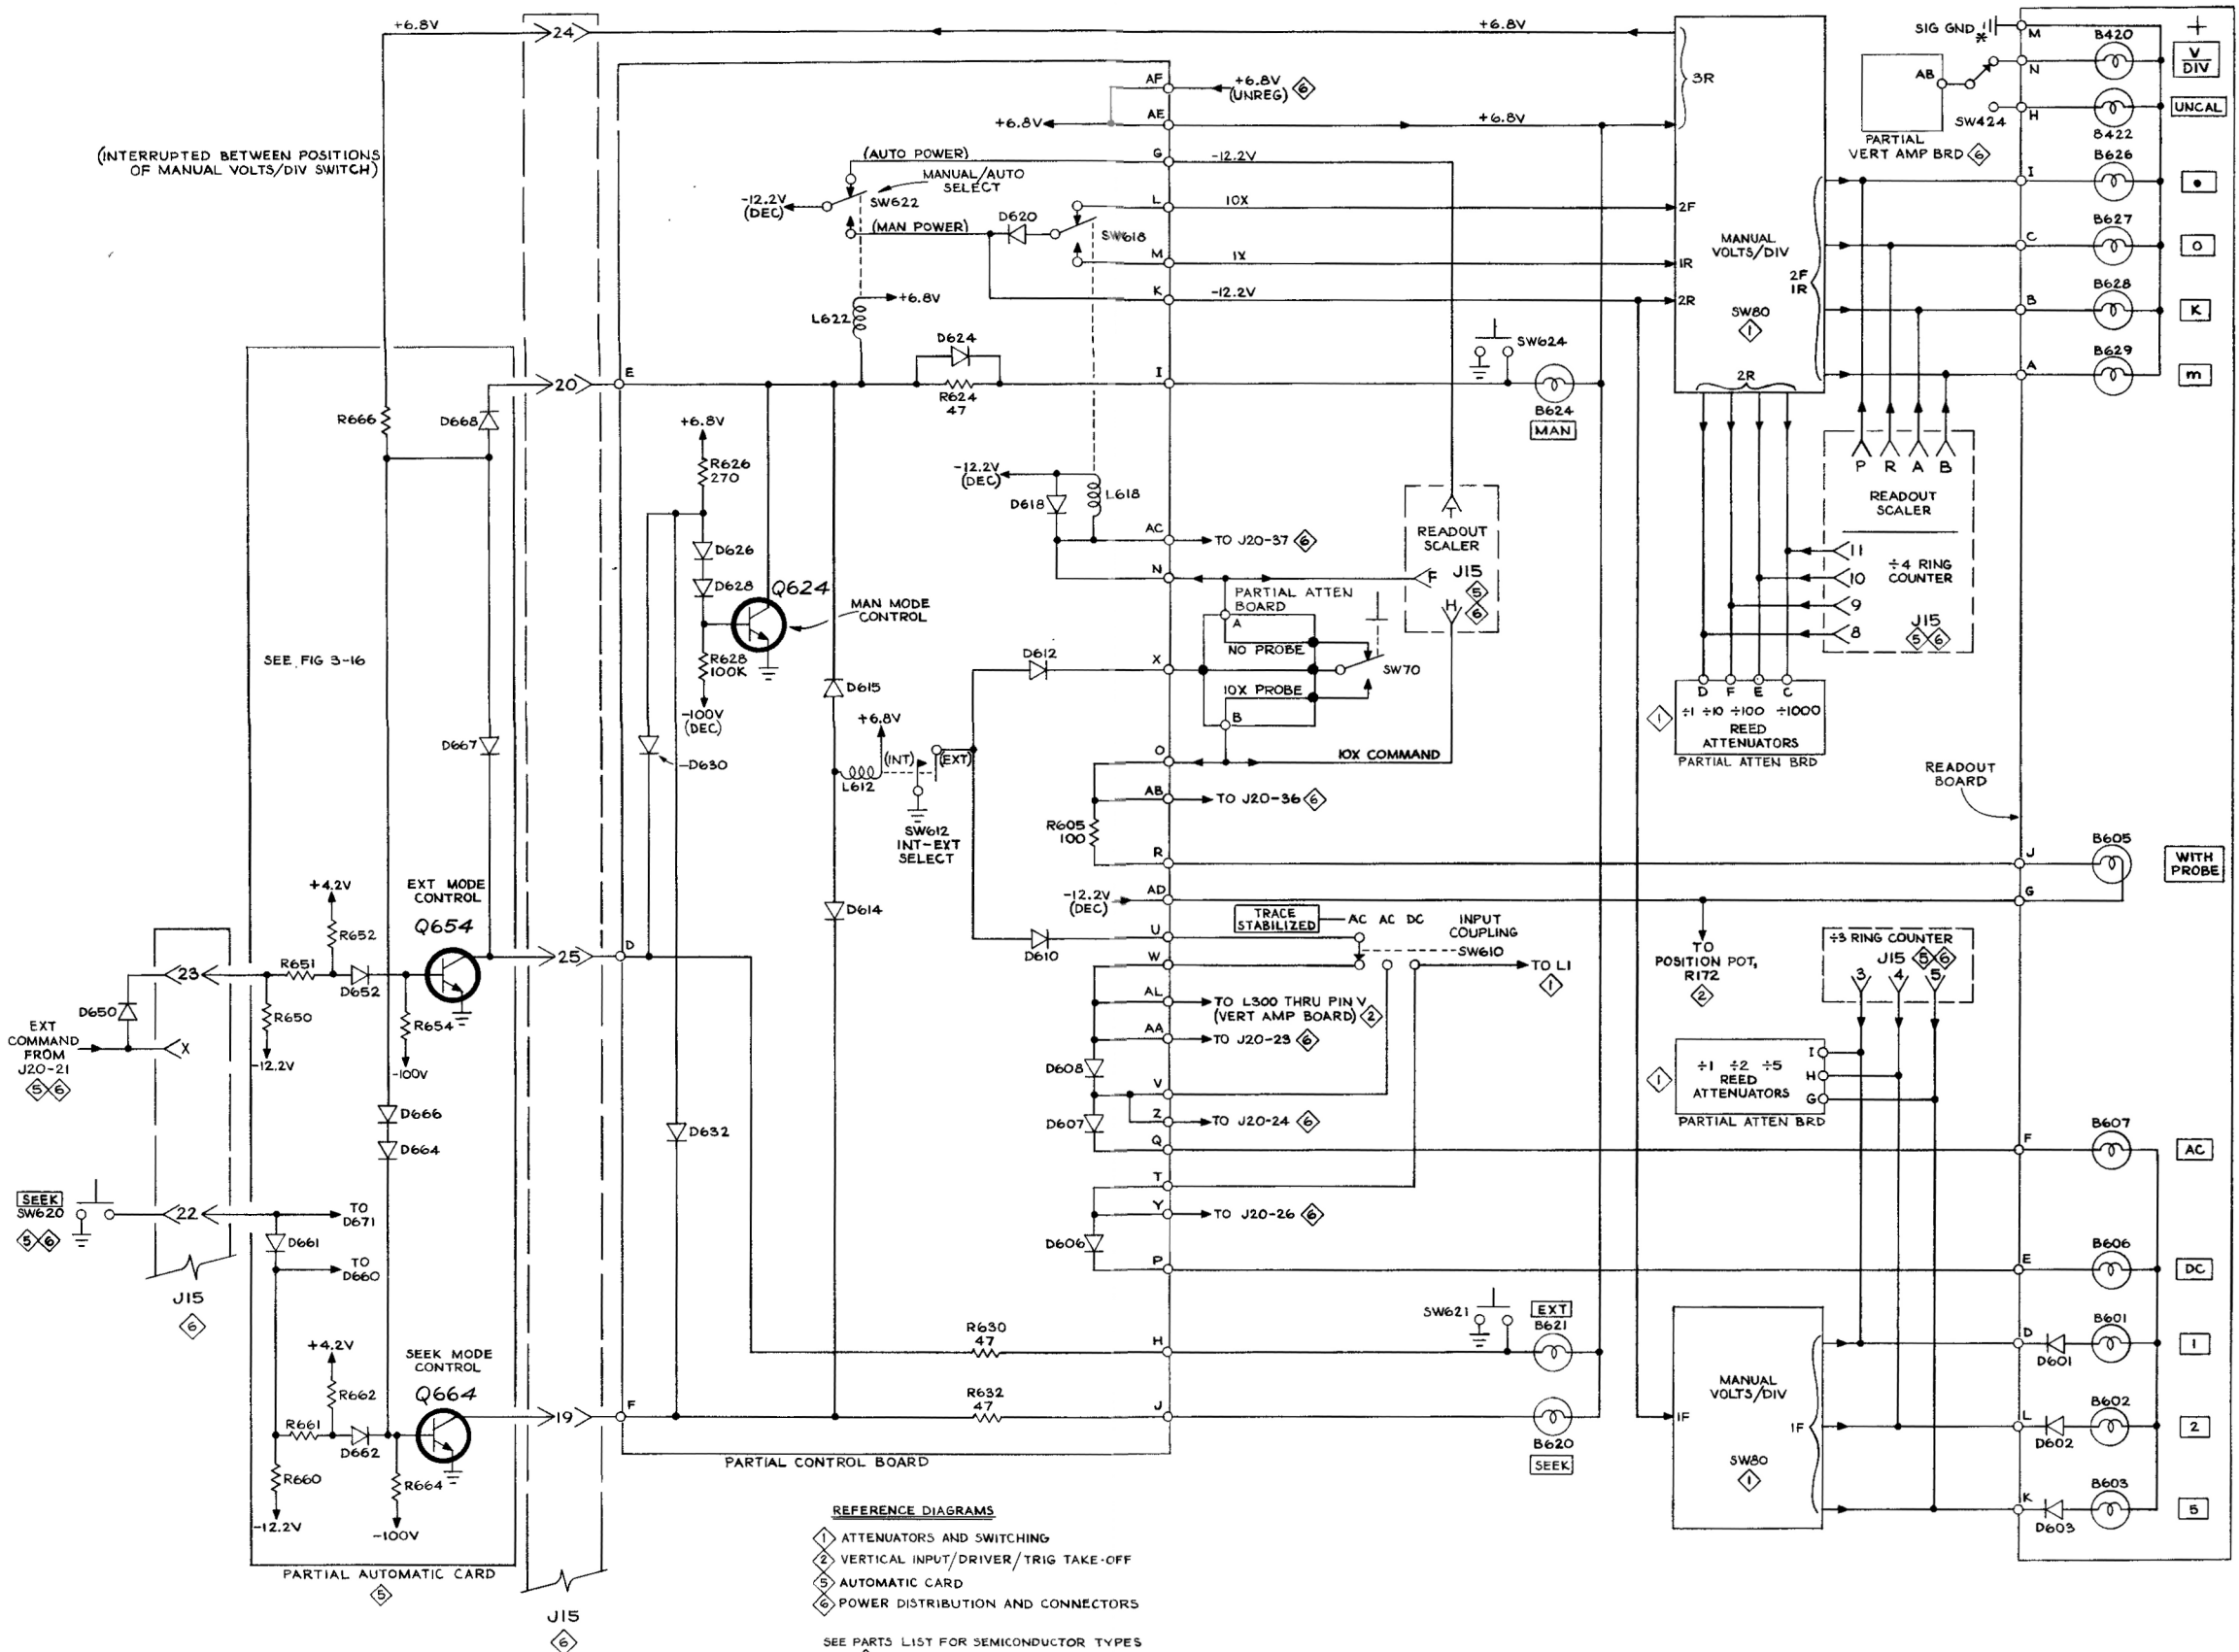 +6.8V
24
+6.8V
SIG GND *
M
+
B420
V
DIV
N
AB
3R
AF
+6.8V
(UNREG) 6
AE
+6.8V
+6.8V
UNCAL
SW424
H
B422
PARTIAL
VERT AMP BRD 6
(INTERRUPTED BETWEEN POSITIONS
OF MANUAL VOLTS/DIV SWITCH)
(AUTO POWER)
G
-12.2V
MANUAL/AUTO
SELECT
-12.2V
(DEC)
SW622
(MAN POWER)
D620
SW618
L
10X
2F
M
1X
1R
K
-12.2V
2R
MANUAL
VOLTS/DIV
2F
1R
SW80
1
2R
I
B626
•
C
B627
O
B
B628
K
A
B629
m
L622
+6.8V
D624
R624
47
E
20
I
SW624
B624
MAN
R666
D668
+6.8V
R626
270
D626
D628
Q624
MAN MODE
CONTROL
R628
100K
-100V
(DEC)
-12.2V
(DEC)
D618
L618
AC
TO J20-37 6
N
READOUT
SCALER
F
J15
5
6
H
PARTIAL ATTEN
BOARD
A
NO PROBE
SW70
10X PROBE
B
D612
X
O
10X COMMAND
P R A B
READOUT
SCALER
11
10
9
8
÷4 RING
COUNTER
J15
5 6
D F E C
÷1 ÷10 ÷100 ÷1000
REED
ATTENUATORS
1
PARTIAL ATTEN BRD
SEE FIG 3-16
D667
D630
D615
+6.8V
L612
(INT)
(EXT)
SW612
INT-EXT
SELECT
AB
TO J20-36 6
R605
100
R
READOUT
BOARD
J
B605
WITH
PROBE
G
-12.2V
(DEC)
AD
TRACE
STABILIZED
AC AC DC
INPUT
COUPLING
SW610
TO L1
1
TO
POSITION POT,
R172
2
U
D610
W
AL
TO L300 THRU PIN V
(VERT AMP BOARD) 2
AA
TO J20-23 6
D608
V
Z
TO J20-24 6
D607
Q
T
Y
TO J20-26 6
D606
P
÷3 RING COUNTER
J15 5 6
3 4 5
÷1 ÷2 ÷5
REED
ATTENUATORS
I
H
G
1
PARTIAL ATTEN BRD
F
B607
AC
E
B606
DC
D614
EXT MODE
CONTROL
Q654
+4.2V
R652
23
R651
D652
25
D
D650
R650
R654
-12.2V
-100V
EXT
COMMAND
FROM
J20-21
5 6
X
D666
D664
D632
SEEK
SW620
5 6
22
TO
D671
D661
TO
D660
J15
6
+4.2V
R662
SEEK MODE
CONTROL
Q664
R661
D662
R660
R664
-12.2V
-100V
19
F
R630
47
H
SW621
EXT
B621
R632
47
J
B620
SEEK
MANUAL
VOLTS/DIV
1F
1F
SW80
1
D
D601
B601
1
L
D602
B602
2
K
D603
B603
5
PARTIAL CONTROL BOARD
PARTIAL AUTOMATIC CARD
5
J15
6
REFERENCE DIAGRAMS
1 ATTENUATORS AND SWITCHING
2 VERTICAL INPUT/DRIVER/TRIG TAKE-OFF
5 AUTOMATIC CARD
6 POWER DISTRIBUTION AND CONNECTORS
SEE PARTS LIST FOR SEMICONDUCTOR TYPES